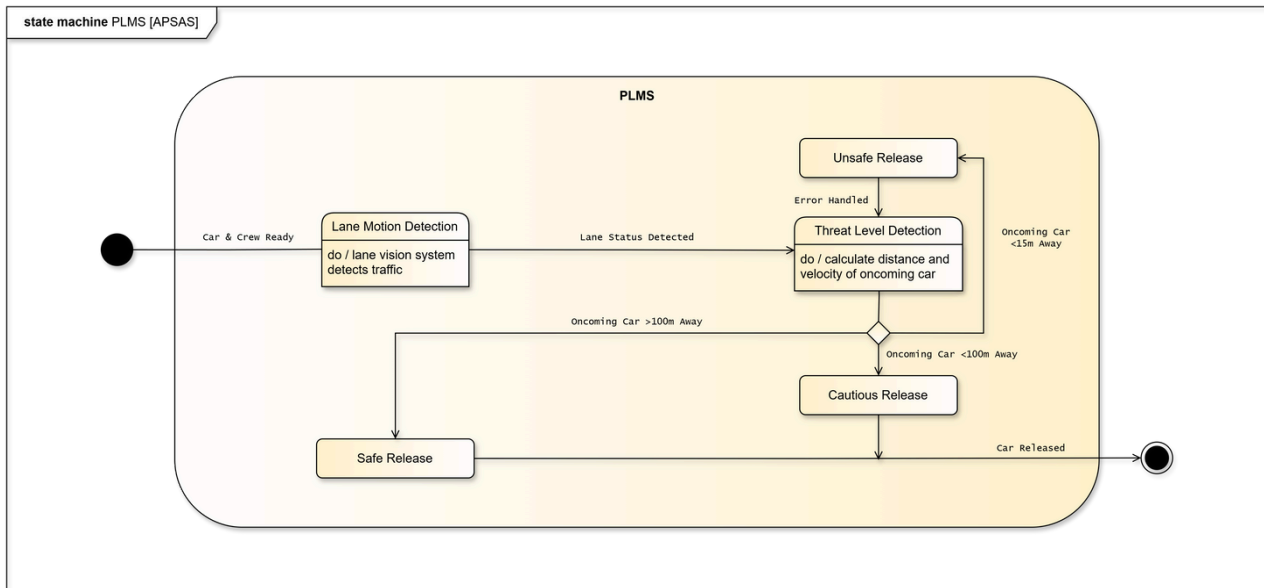 state machine PLMS [APSAS]
PLMS
Unsafe Release
Error Handled
Car & Crew Ready
Lane Motion Detection
do / lane vision system
detects traffic
Lane Status Detected
Threat Level Detection
do / calculate distance and
velocity of oncoming car
Oncoming Car
<15m Away
Oncoming Car >100m Away
Oncoming Car <100m Away
Cautious Release
Safe Release
Car Released